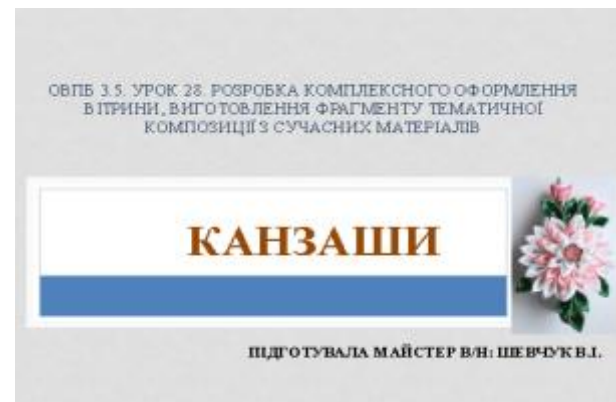 ОВПБ 3.5. УРОК 28. РОЗРОБКА КОМПЛЕКСНОГО ОФОРМЛЕННЯ
ВІТРИНИ, ВИГОТОВЛЕННЯ ФРАГМЕНТУ ТЕМАТИЧНОЇ
КОМПОЗИЦІЇ З СУЧАСНИХ МАТЕРІАЛІВ
КАНЗАШИ
ПІДГОТУВАЛА МАЙСТЕР В/Н: ШЕВЧУК В.І.